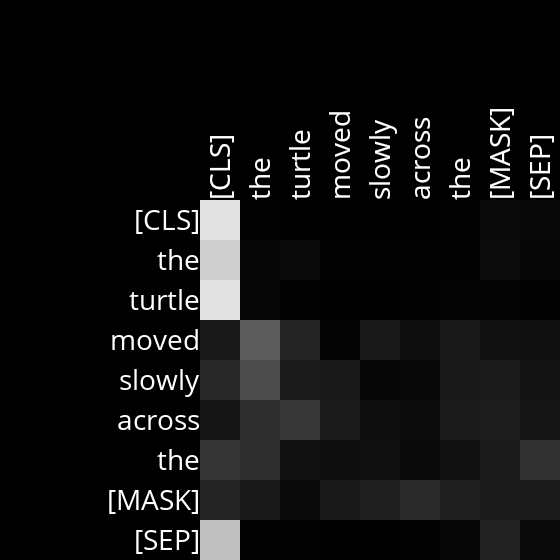 [CLS] the turtle moved slowly across the [MASK] [SEP]
[CLS]
the
turtle
moved
slowly
across
the
[MASK]
[SEP]